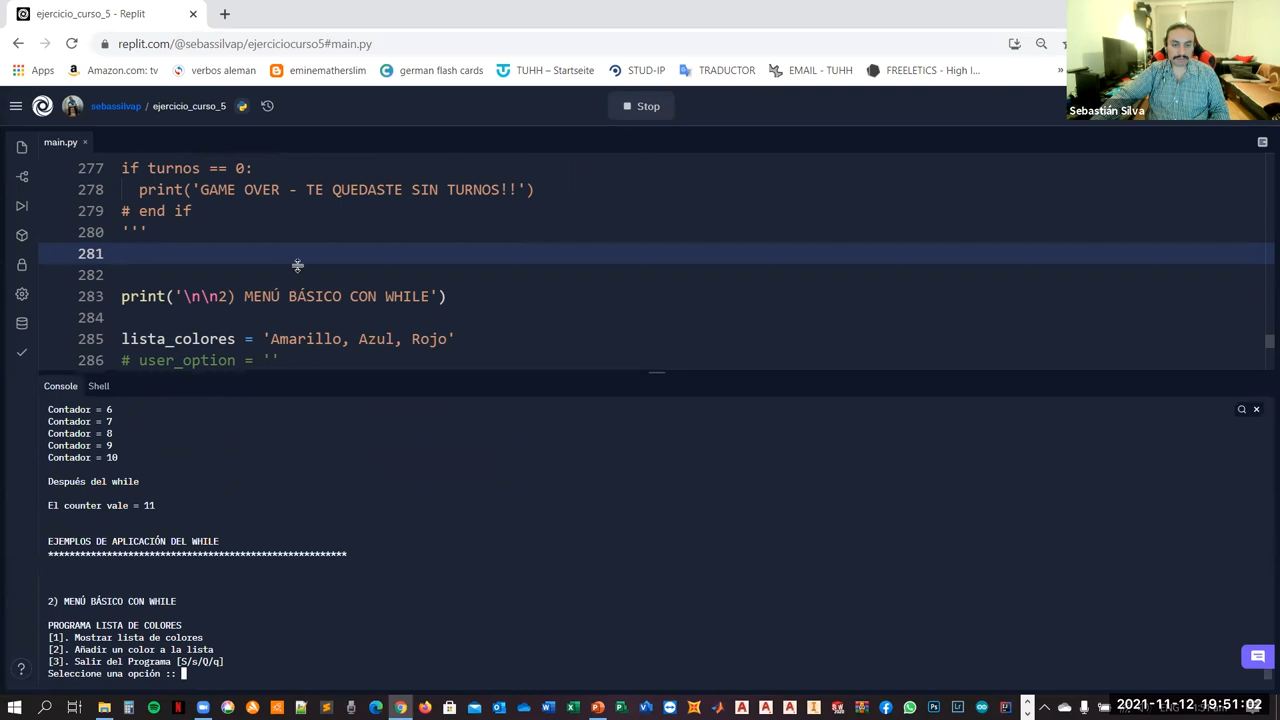 ejercicio_curso_5 - Replit
replit.com/@sebassilvap/ejerciciocurso5#main.py
Apps
Amazon.com: tv
verbos aleman
eminematherslim
german flash cards
TUHH – Startseite
STUD-IP
TRADUCTOR
EMAIL - TUHH
FREELETICS - High I...
»
Sebastián Silva
sebassilvap / ejercicio_curso_5
Stop
main.py
277 if turnos == 0:
278 print('GAME OVER - TE QUEDASTE SIN TURNOS!!')
279 # end if
280 '''
281
282
283 print('\n\n2) MENÚ BÁSICO CON WHILE')
284
285 lista_colores = 'Amarillo, Azul, Rojo'
286 # user_option = ''
Console
Shell
Contador = 6
Contador = 7
Contador = 8
Contador = 9
Contador = 10
Después del while
El counter vale = 11
EJEMPLOS DE APLICACIÓN DEL WHILE
********************************************************
2) MENÚ BÁSICO CON WHILE
PROGRAMA LISTA DE COLORES
[1]. Mostrar lista de colores
[2]. Añadir un color a la lista
[3]. Salir del Programa [S/s/Q/q]
Seleccione una opción ::
2021-11-12 19:51:02